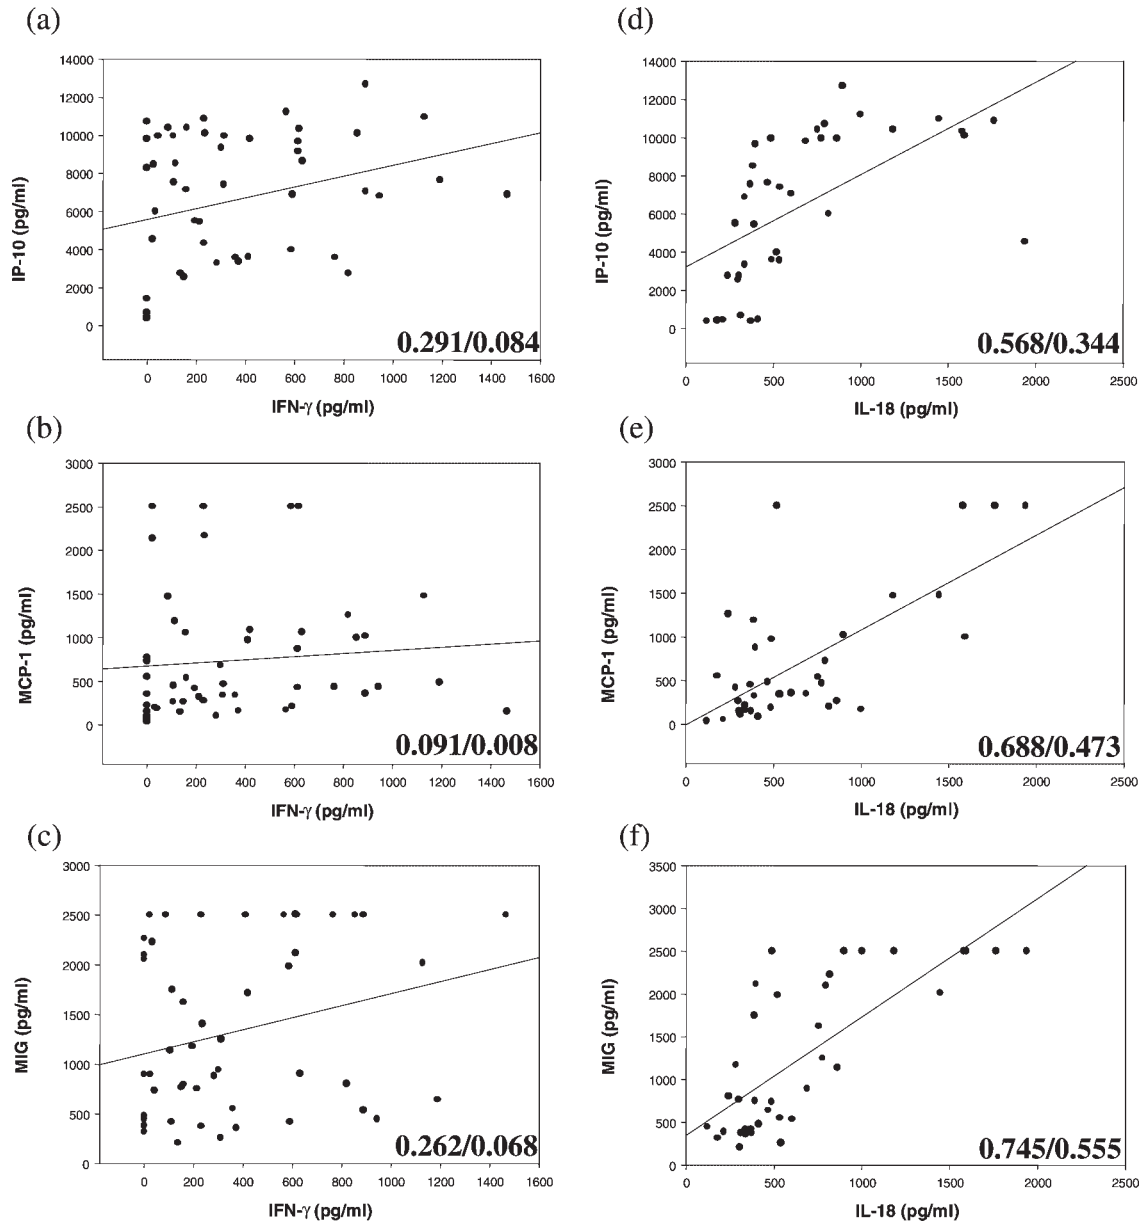 (a)
14000
12000
10000
8000
6000
4000
2000
0
IP-10 (pg/ml)
0.291/0.084
0 200 400 600 800 1000 1200 1400 1600
IFN-γ (pg/ml)
(d)
14000
12000
10000
8000
6000
4000
2000
0
IP-10 (pg/ml)
0.568/0.344
0 500 1000 1500 2000 2500
IL-18 (pg/ml)
(b)
3000
2500
2000
1500
1000
500
0
MCP-1 (pg/ml)
0.091/0.008
0 200 400 600 800 1000 1200 1400 1600
IFN-γ (pg/ml)
(e)
3000
2500
2000
1500
1000
500
0
MCP-1 (pg/ml)
0.688/0.473
0 500 1000 1500 2000 2500
IL-18 (pg/ml)
(c)
3000
2500
2000
1500
1000
500
0
MIG (pg/ml)
0.262/0.068
0 200 400 600 800 1000 1200 1400 1600
IFN-γ (pg/ml)
(f)
3500
3000
2500
2000
1500
1000
500
0
MIG (pg/ml)
0.745/0.555
0 500 1000 1500 2000 2500
IL-18 (pg/ml)